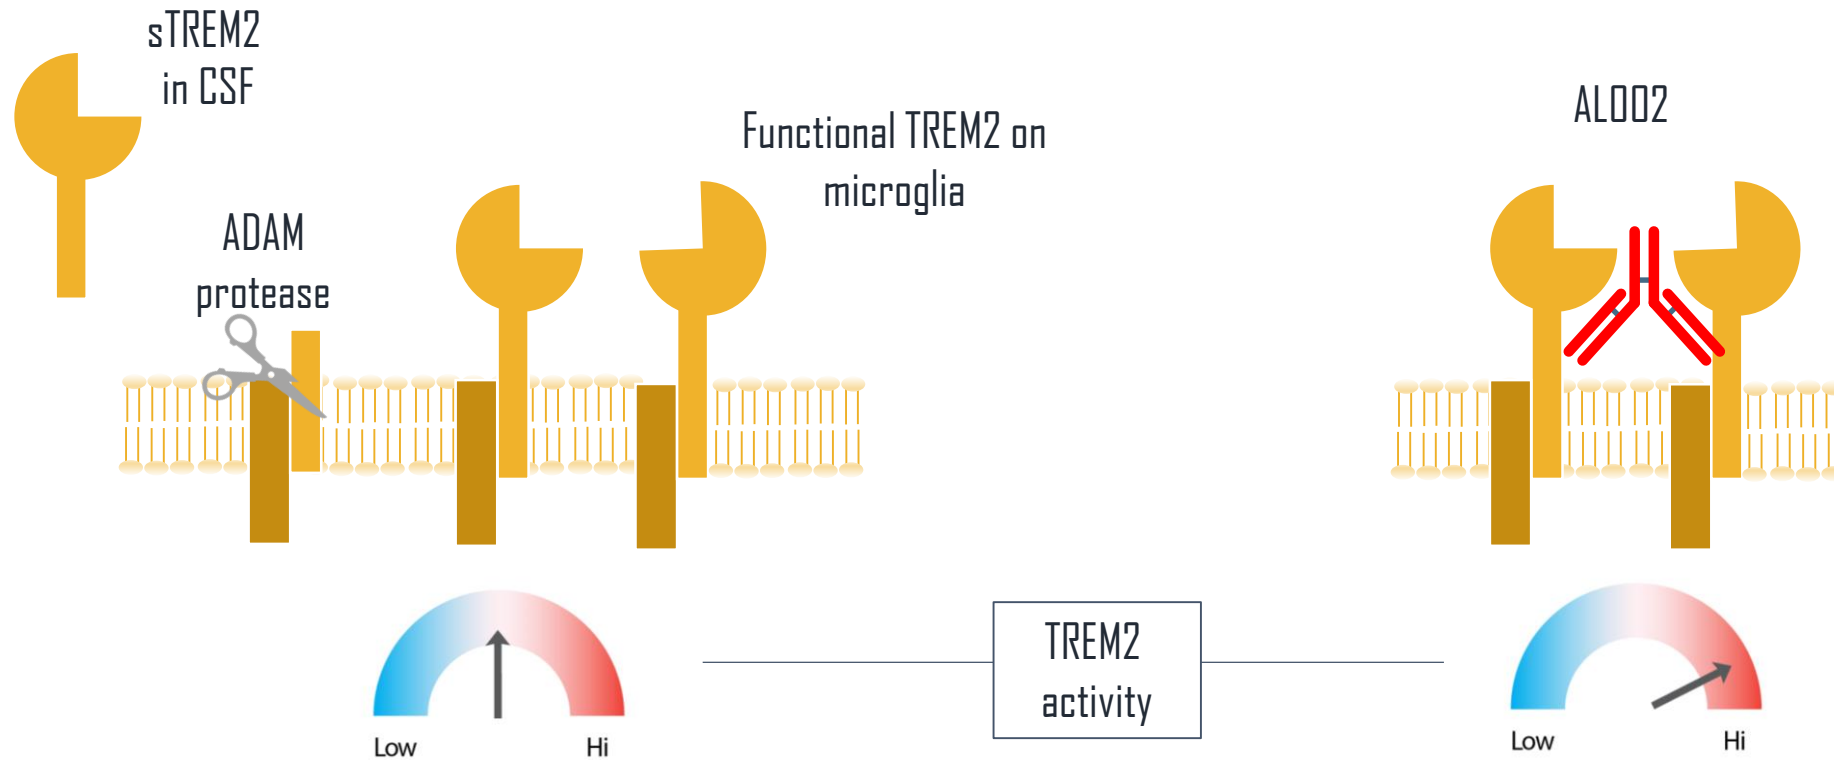 sTREM2
in CSF
ADAM
protease
Functional TREM2 on
microglia
AL002
TREM2
activity
Low
Hi
Low
Hi